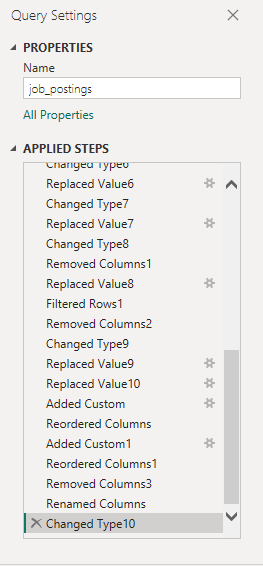 Query Settings
PROPERTIES
Name
job_postings
All Properties
APPLIED STEPS
Changed Type6
Replaced Value6
Changed Type7
Replaced Value7
Changed Type8
Removed Columns1
Replaced Value8
Filtered Rows1
Removed Columns2
Changed Type9
Replaced Value9
Replaced Value10
Added Custom
Reordered Columns
Added Custom1
Reordered Columns1
Removed Columns3
Renamed Columns
Changed Type10